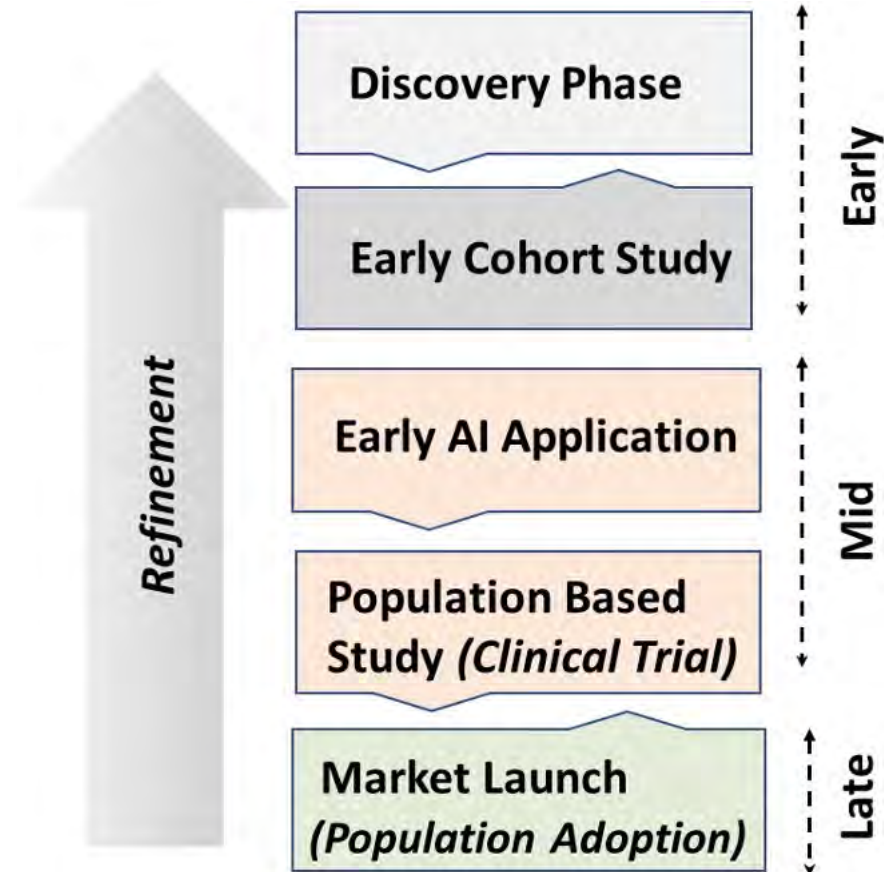 Discovery Phase
Early Cohort Study
Early
Refinement
Early AI Application
Population Based
Study (Clinical Trial)
Mid
Market Launch
(Population Adoption)
Late